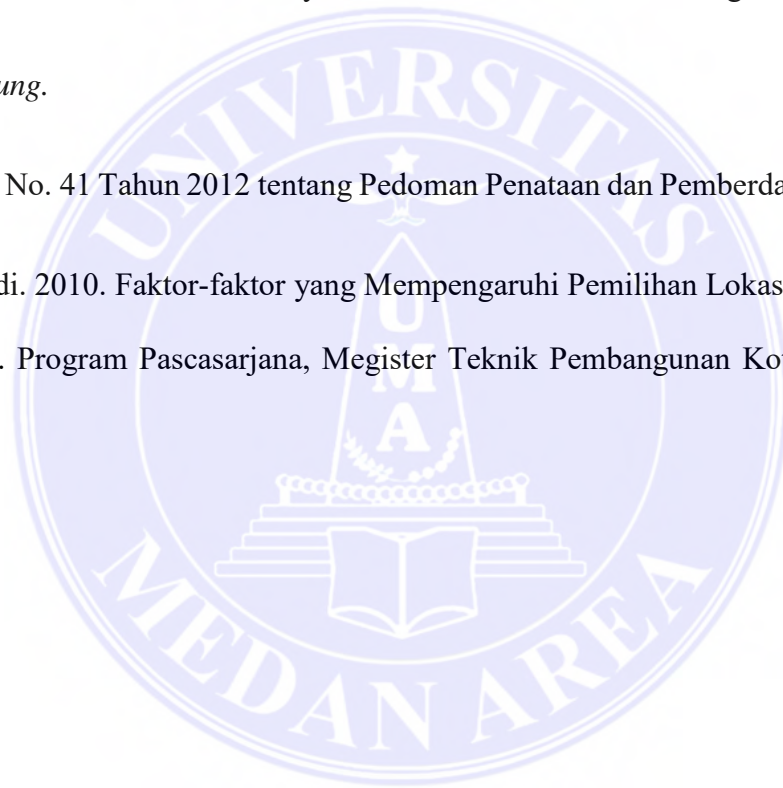 ung.
No. 41 Tahun 2012 tentang Pedoman Penataan dan Pemberda
di. 2010. Faktor-faktor yang Mempengaruhi Pemilihan Lokas
. Program Pascasarjana, Megister Teknik Pembangunan Ko
UNIVERSITAS
UMA
MEDAN AREA